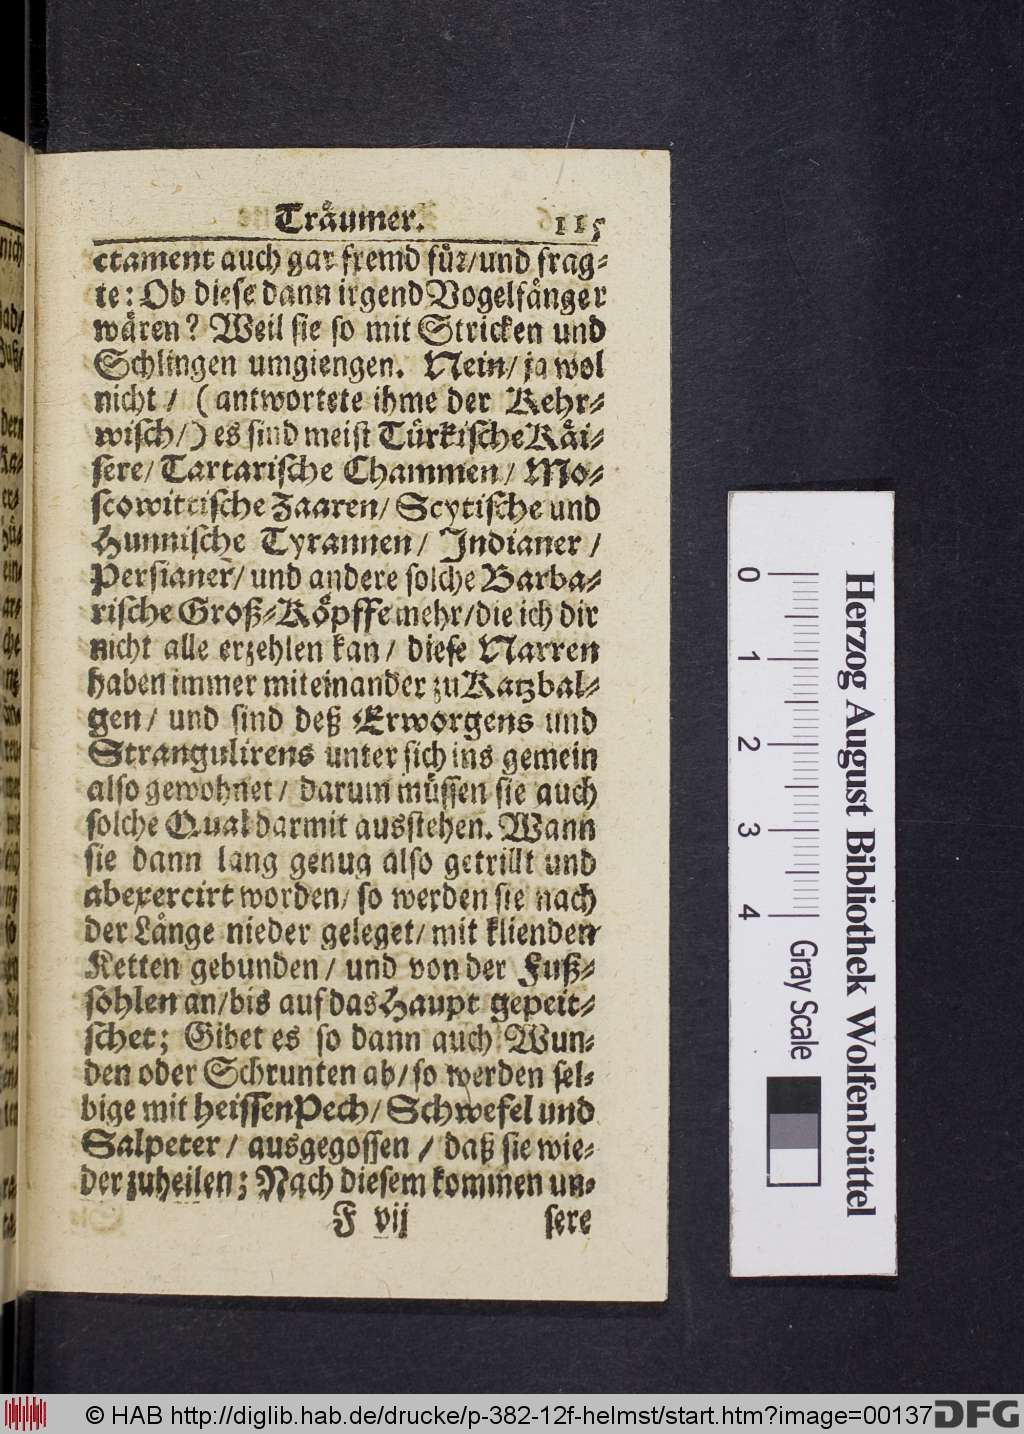 Träumer. 115
ctament auch gar fremd für/und frag-
te: Ob diese dann irgend Vogelfänger
wären? Weil sie so mit Stricken und
Schlingen umgiengen. Nein/ ja wol
nicht / ( antwortete ihme der Kehr-
wisch/) es sind meist Türkische Käi-
sere/ Tartarische Chammen/ Mo-
scowittische Zaaren/ Scytische und
Hunnische Tyrannen/ Indianer /
Persianer/ und andere solche Barba-
rische Groß-Köpffe mehr/die ich dir
nicht alle erzehlen kan/ diese Narren
haben immer miteinander zu Katzbal-
gen/ und sind deß Erworgens und
Strangulirens unter sich ins gemein
also gewohnet/ darum müssen sie auch
solche Qual darmit ausstehen. Wann
sie dann lang genug also getrillt und
abexercirt worden/ so werden sie nach
der Länge nieder geleget/ mit klienden
Ketten gebunden/ und von der Fuß-
sohlen an/bis auf das Haupt gepeit-
schet; Gibet es so dann auch Wun-
den oder Schrunten ab/ so werden sel-
bige mit heissen Pech/ Schwefel und
Salpeter / ausgegossen / daß sie wie-
der zuheilen; Nach diesem kommen un-
F vij sere
0 1 2 3 4
Gray Scale
Herzog August Bibliothek Wolfenbüttel
© HAB http://diglib.hab.de/drucke/p-382-12f-helmst/start.htm?image=00137
DFG